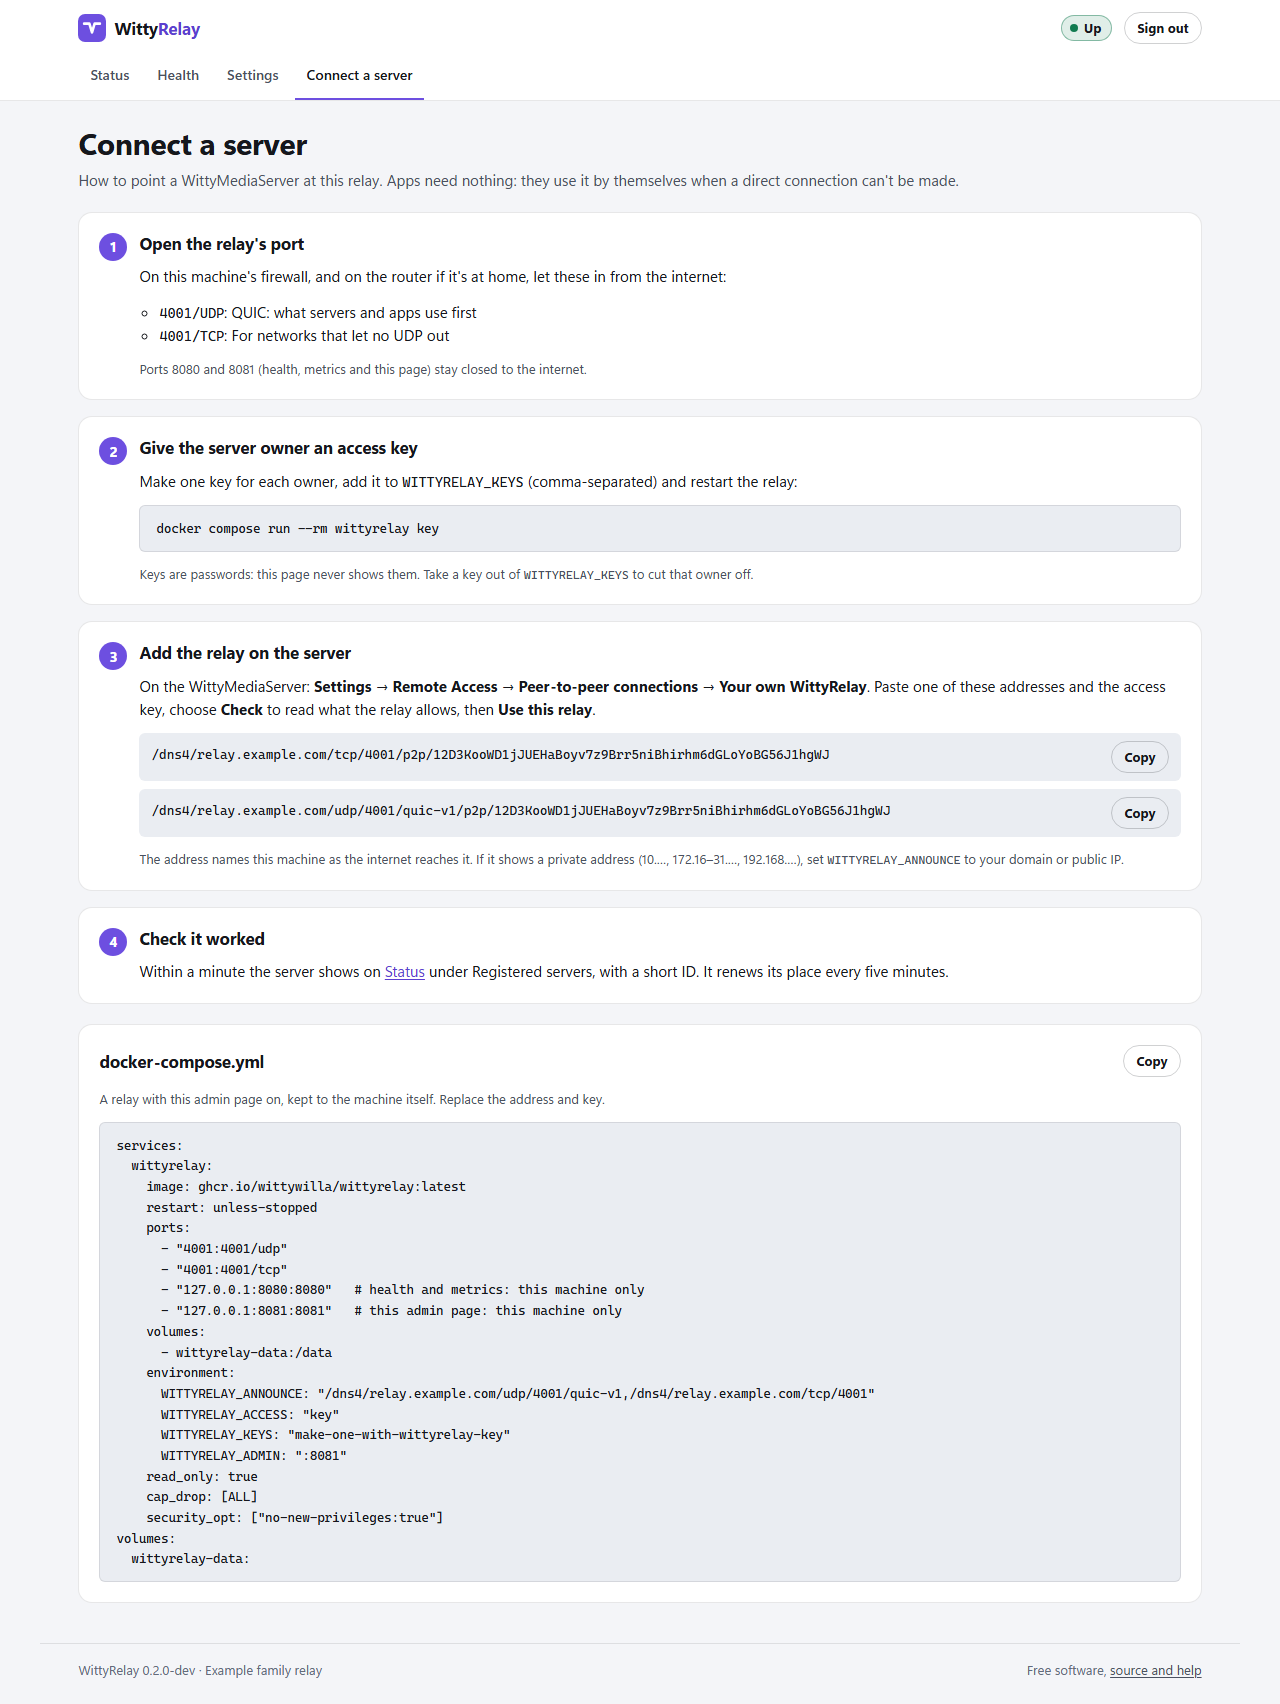 WittyRelay
Up
Sign out
Status
Health
Settings
Connect a server
Connect a server
How to point a WittyMediaServer at this relay. Apps need nothing: they use it by themselves when a direct connection can't be made.
1
Open the relay's port
On this machine's firewall, and on the router if it's at home, let these in from the internet:
4001/UDP: QUIC: what servers and apps use first
4001/TCP: For networks that let no UDP out
Ports 8080 and 8081 (health, metrics and this page) stay closed to the internet.
2
Give the server owner an access key
Make one key for each owner, add it to WITTYRELAY_KEYS (comma-separated) and restart the relay:
docker compose run --rm wittyrelay key
Keys are passwords: this page never shows them. Take a key out of WITTYRELAY_KEYS to cut that owner off.
3
Add the relay on the server
On the WittyMediaServer: Settings → Remote Access → Peer-to-peer connections → Your own WittyRelay. Paste one of these addresses and the access
key, choose Check to read what the relay allows, then Use this relay.
/dns4/relay.example.com/tcp/4001/p2p/12D3KooWD1jJUEHaBoyv7z9Brr5niBhirhm6dGLoYoBG56J1hgWJ
Copy
/dns4/relay.example.com/udp/4001/quic-v1/p2p/12D3KooWD1jJUEHaBoyv7z9Brr5niBhirhm6dGLoYoBG56J1hgWJ
Copy
The address names this machine as the internet reaches it. If it shows a private address (10.…, 172.16–31.…, 192.168.…), set WITTYRELAY_ANNOUNCE to your domain or public IP.
4
Check it worked
Within a minute the server shows on Status under Registered servers, with a short ID. It renews its place every five minutes.
docker-compose.yml
Copy
A relay with this admin page on, kept to the machine itself. Replace the address and key.
services:
  wittyrelay:
    image: ghcr.io/wittywilla/wittyrelay:latest
    restart: unless-stopped
    ports:
      - "4001:4001/udp"
      - "4001:4001/tcp"
      - "127.0.0.1:8080:8080"   # health and metrics: this machine only
      - "127.0.0.1:8081:8081"   # this admin page: this machine only
    volumes:
      - wittyrelay-data:/data
    environment:
      WITTYRELAY_ANNOUNCE: "/dns4/relay.example.com/udp/4001/quic-v1,/dns4/relay.example.com/tcp/4001"
      WITTYRELAY_ACCESS: "key"
      WITTYRELAY_KEYS: "make-one-with-wittyrelay-key"
      WITTYRELAY_ADMIN: ":8081"
    read_only: true
    cap_drop: [ALL]
    security_opt: ["no-new-privileges:true"]
volumes:
  wittyrelay-data:
WittyRelay 0.2.0-dev · Example family relay
Free software, source and help